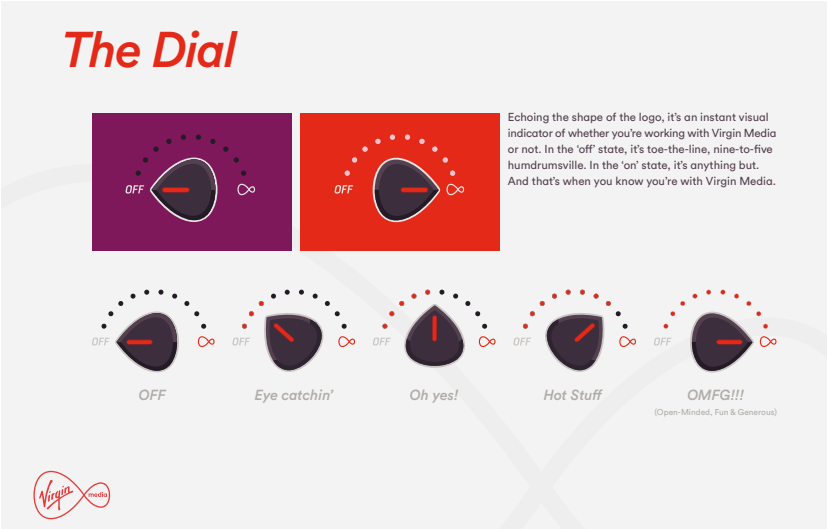 The Dial
Echoing the shape of the logo, it's an instant visual
indicator of whether you're working with Virgin Media
or not. In the 'off' state, it's toe-the-line, nine-to-five
humdrumsville. In the 'on' state, it's anything but.
And that's when you know you're with Virgin Media.
OFF
OFF
OFF
OFF
OFF
OFF
OFF
OFF
Eye catchin'
Oh yes!
Hot Stuff
OMFG!!!
(Open-Minded, Fun & Generous)
Virgin media